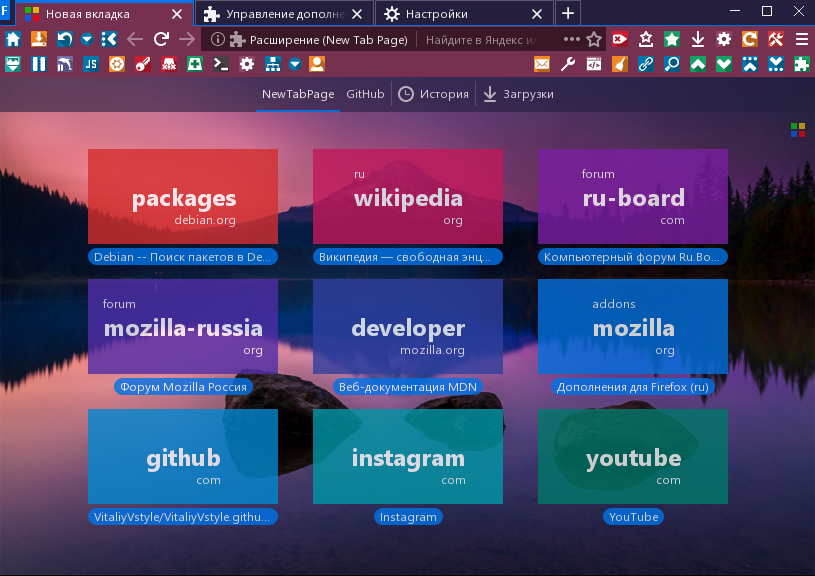 F
Новая вкладка
Управление дополне
Настройки
Расширение (New Tab Page)
Найдите в Яндекс и
JS
NewTabPage
GitHub
История
Загрузки
packages
debian.org
Debian -- Поиск пакетов в De...
ru
wikipedia
org
Википедия — свободная энц...
forum
ru-board
com
Компьютерный форум Ru.Bo...
forum
mozilla-russia
org
Форум Mozilla Россия
developer
mozilla.org
Веб-документация MDN
addons
mozilla
org
Дополнения для Firefox (ru)
github
com
VitaliyVstyle/VitaliyVstyle.githu...
instagram
com
Instagram
youtube
com
YouTube